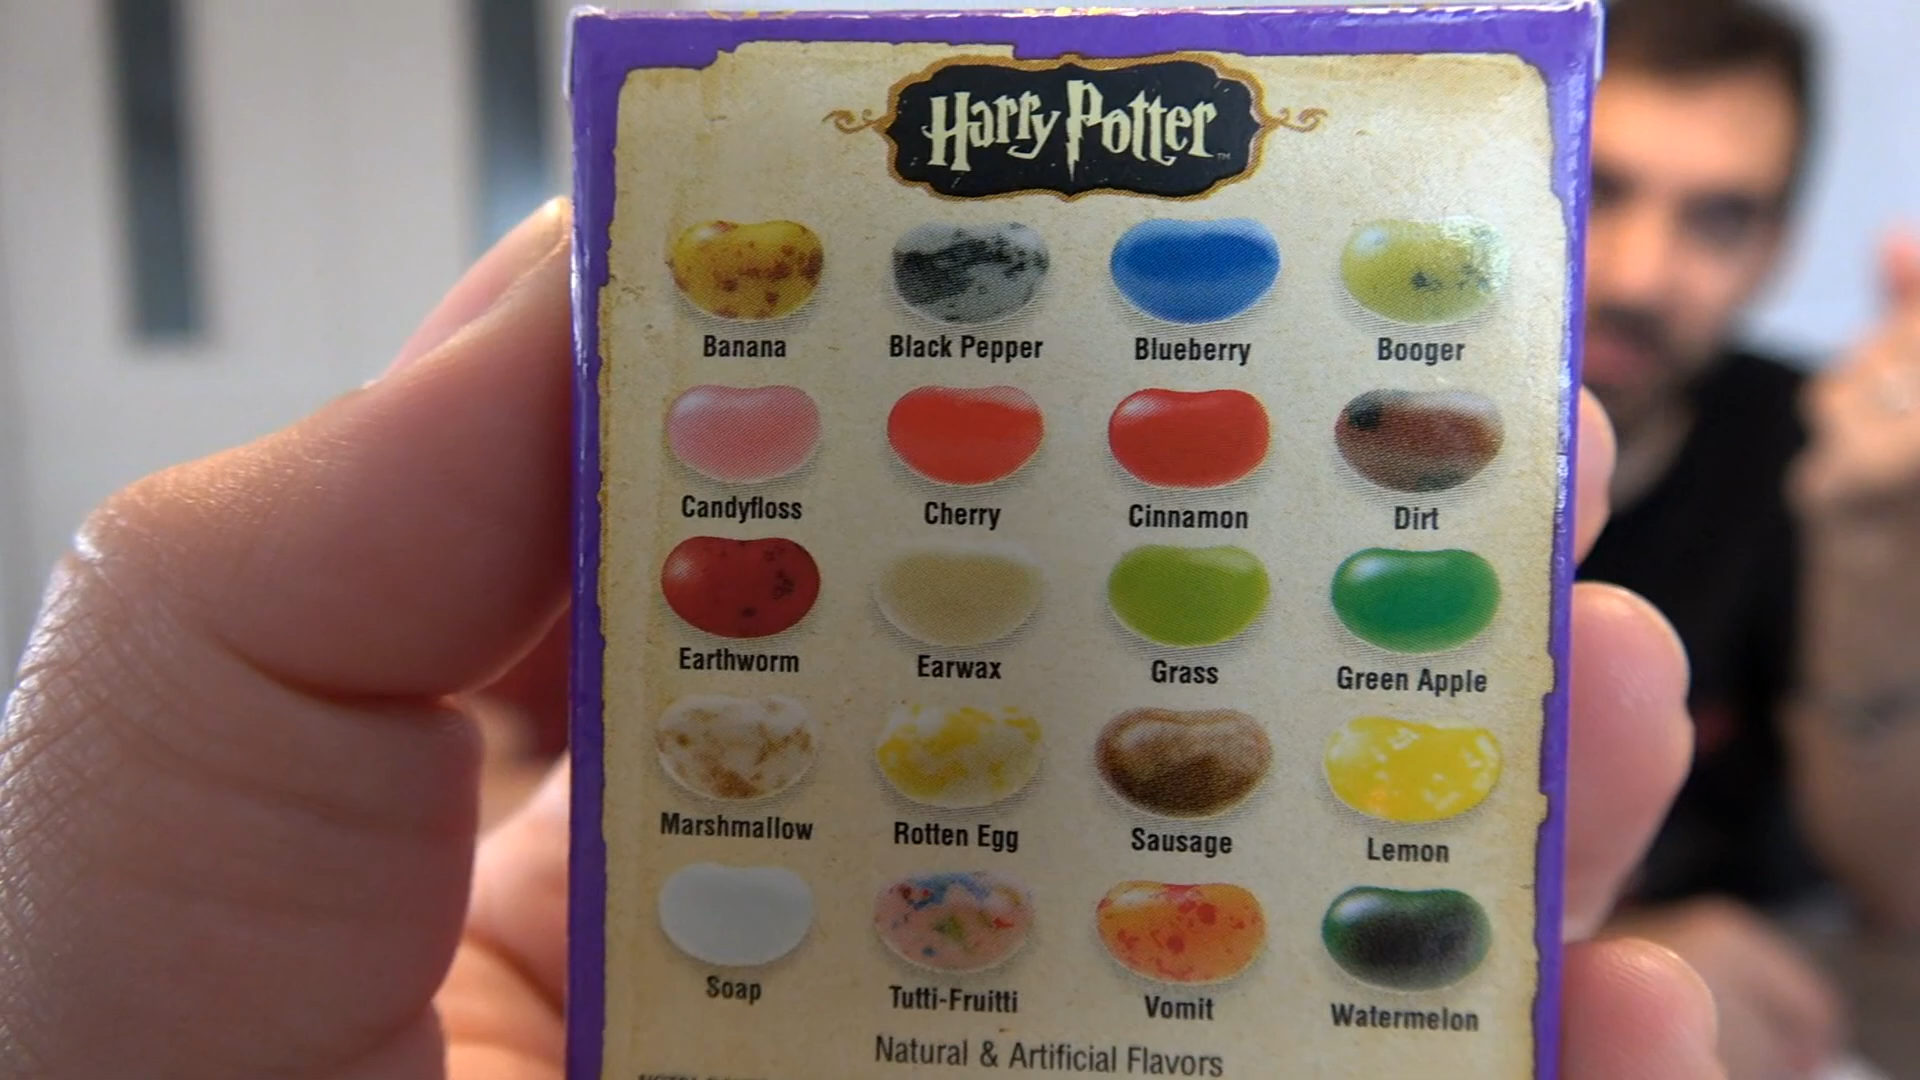 Harry Potter™
Banana Black Pepper Blueberry Booger
Candyfloss Cherry Cinnamon Dirt
Earthworm Earwax Grass Green Apple
Marshmallow Rotten Egg Sausage Lemon
Soap Tutti-Fruitti Vomit Watermelon
Natural & Artificial Flavors